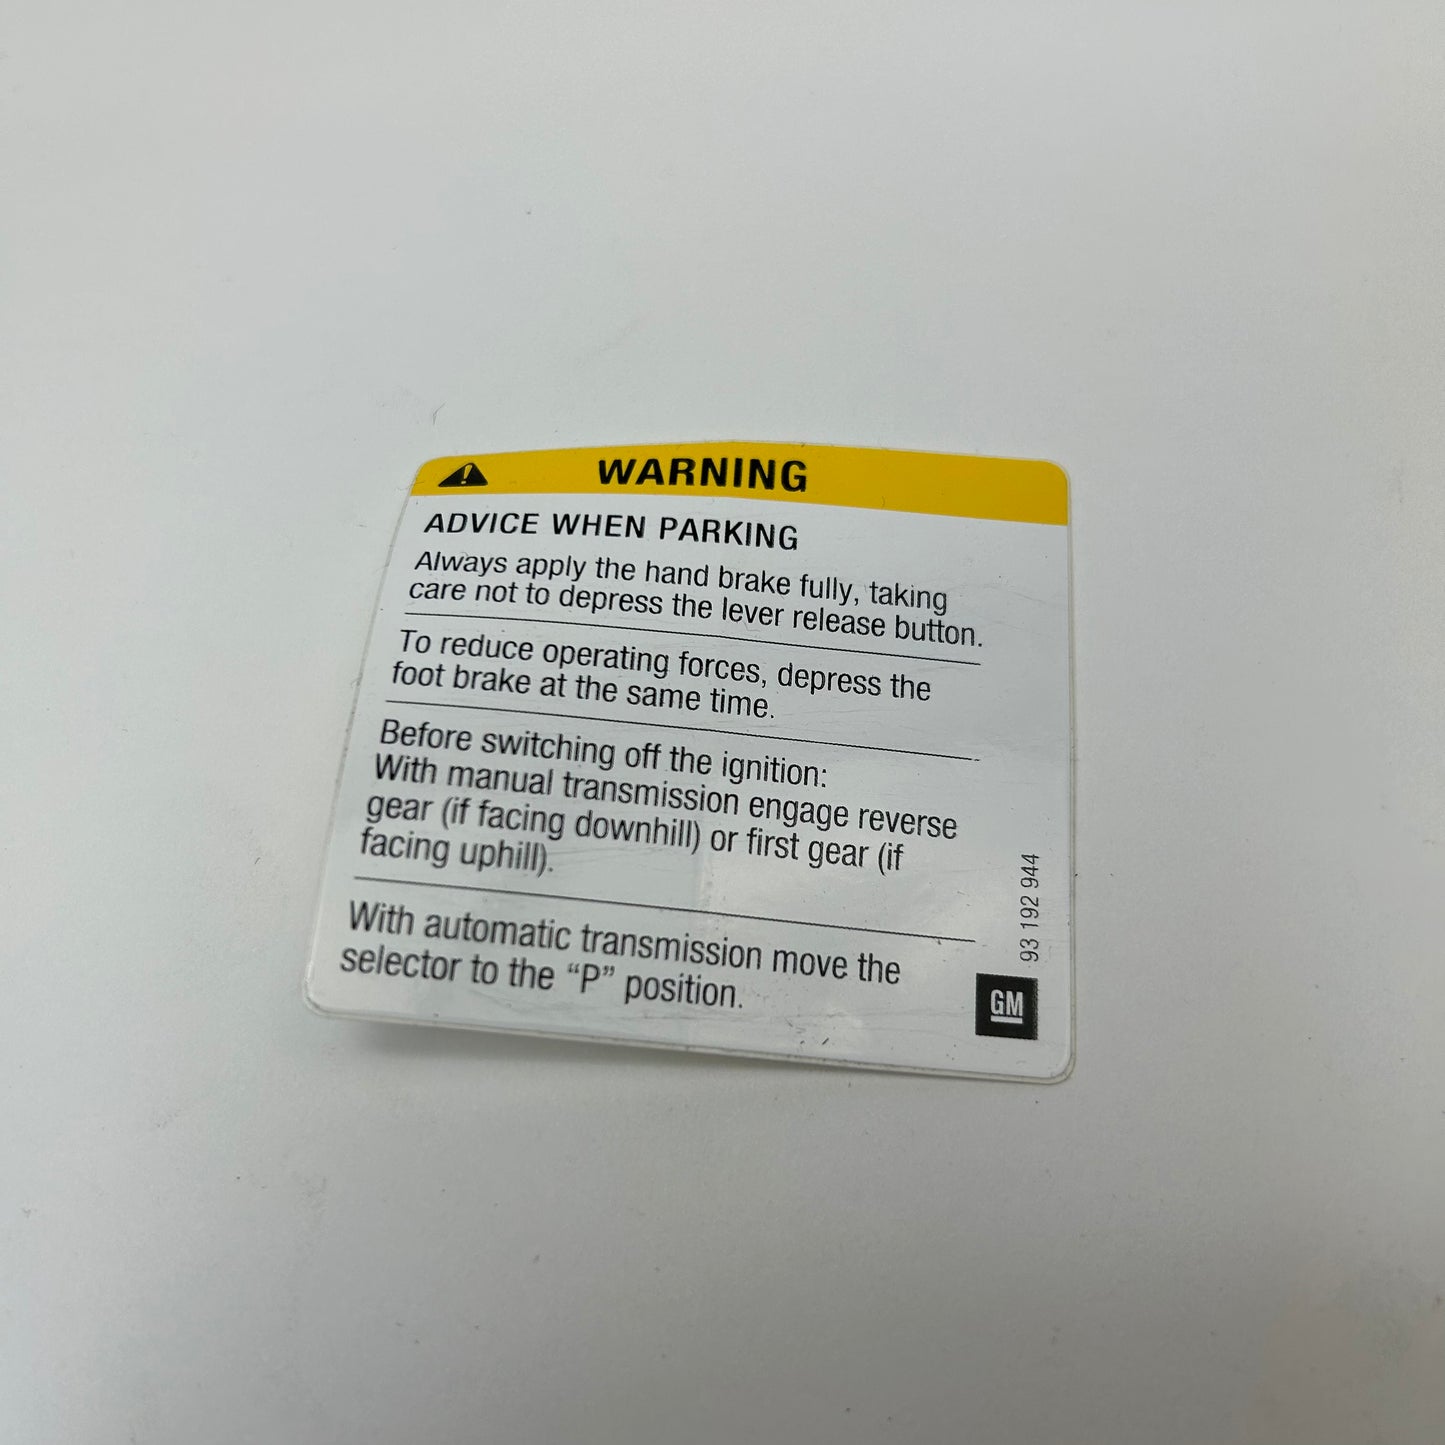 WARNING
ADVICE WHEN PARKING
Always apply the hand brake fully, taking
care not to depress the lever release button.
To reduce operating forces, depress the
foot brake at the same time.
Before switching off the ignition:
With manual transmission engage reverse
gear (if facing downhill) or first gear (if
facing uphill).
With automatic transmission move the
selector to the “P” position.
93 192 944
GM